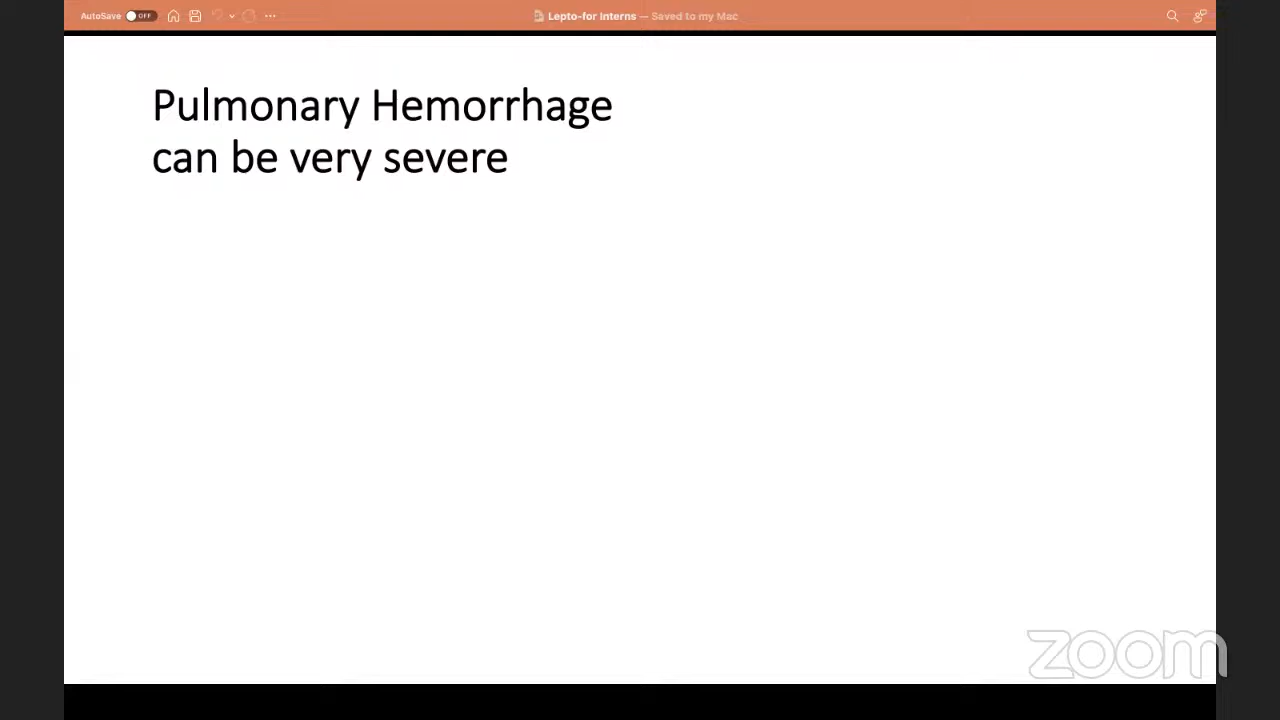 AutoSave OFF
Lepto-for Interns — Saved to my Mac
Pulmonary Hemorrhage
can be very severe
zoom